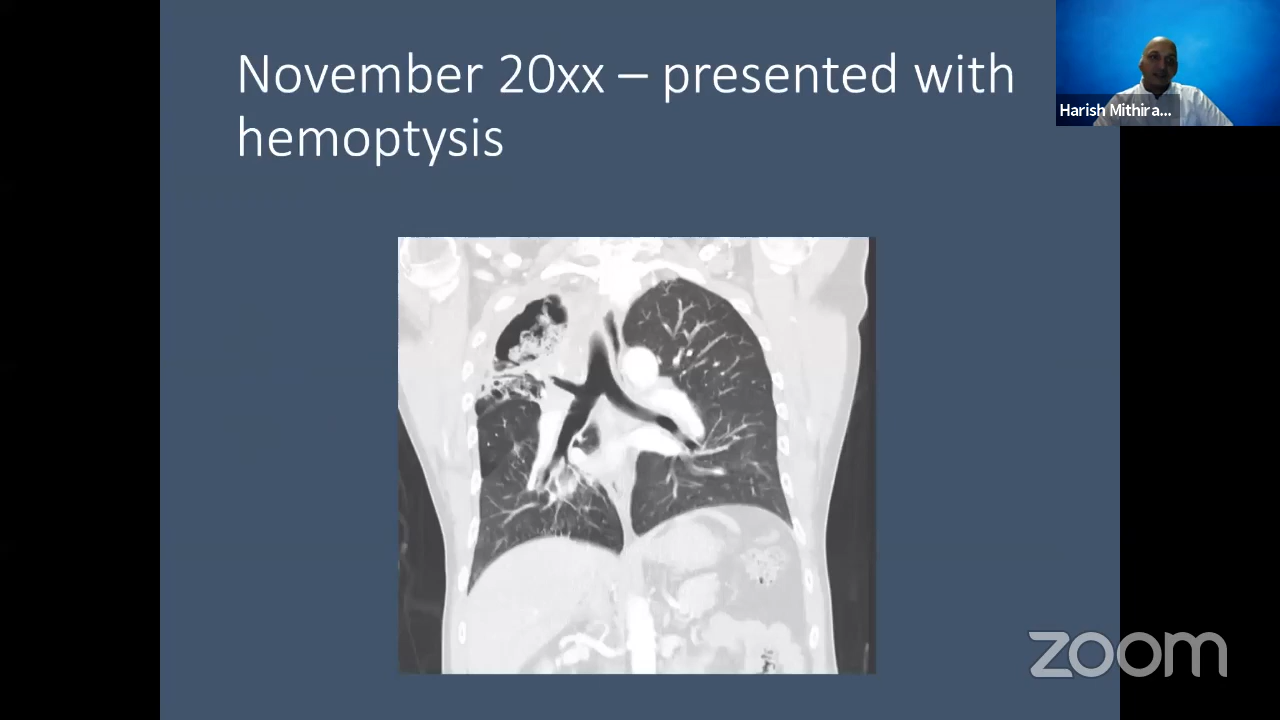 November 20xx – presented with
hemoptysis
Harish Mithira...
zoom